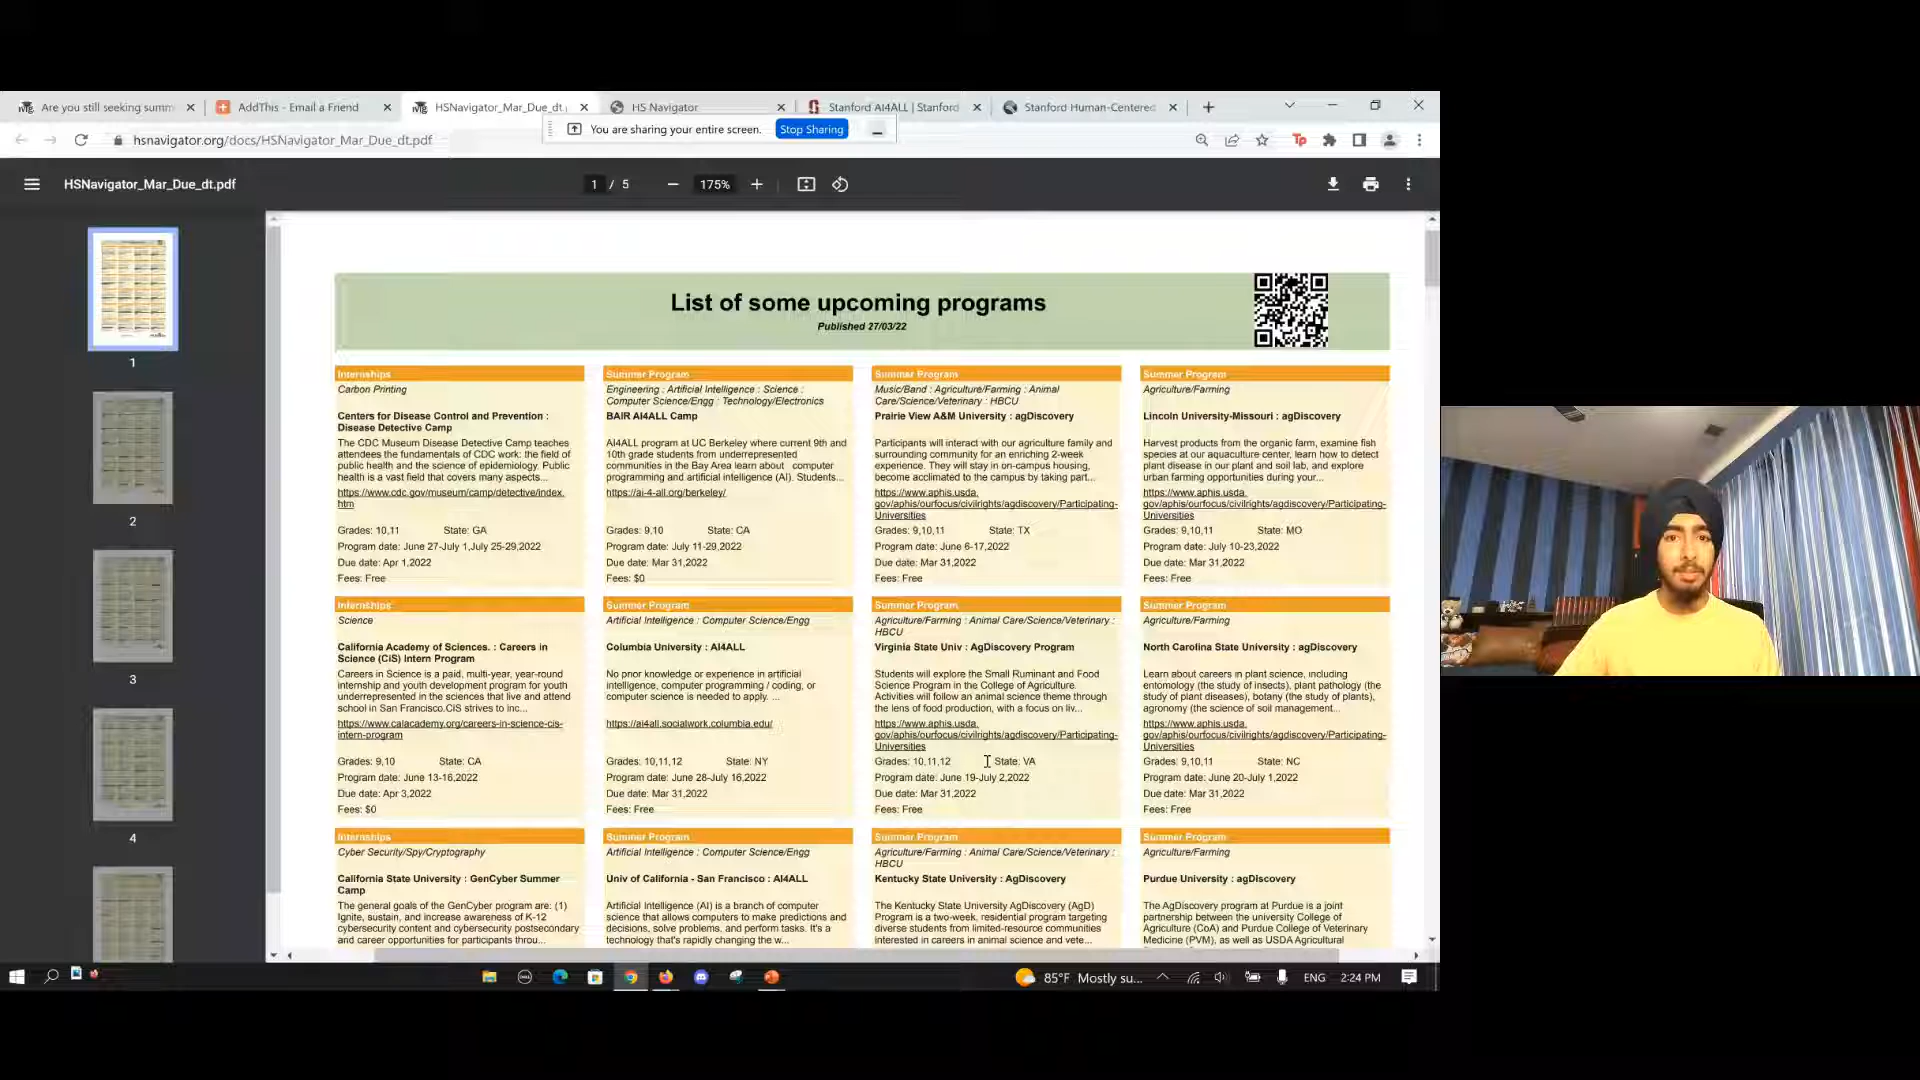 Are you still seeking summ
AddThis - Email a Friend
HSNavigator_Mar_Due_dt
HS Navigator
Stanford AI4ALL | Stanford
Stanford Human-Centered
You are sharing your entire screen.
Stop Sharing
hsnavigator.org/docs/HSNavigator_Mar_Due_dt.pdf
HSNavigator_Mar_Due_dt.pdf
1 / 5
175%
1
2
3
4
List of some upcoming programs
Published 27/03/22
Internships
Carbon Printing
Centers for Disease Control and Prevention :
Disease Detective Camp
The CDC Museum Disease Detective Camp teaches
attendees the fundamentals of CDC work: the field of
public health and the science of epidemiology. Public
health is a vast field that covers many aspects...
https://www.cdc.gov/museum/camp/detective/index.
htm
Grades: 10,11 State: GA
Program date: June 27-July 1,July 25-29,2022
Due date: Apr 1,2022
Fees: Free
Summer Program
Engineering : Artificial Intelligence : Science :
Computer Science/Engg : Technology/Electronics
BAIR AI4ALL Camp
AI4ALL program at UC Berkeley where current 9th and
10th grade students from underrepresented
communities in the Bay Area learn about computer
programming and artificial intelligence (AI). Students...
https://ai-4-all.org/berkeley/
Grades: 9,10 State: CA
Program date: July 11-29,2022
Due date: Mar 31,2022
Fees: $0
Summer Program
Music/Band : Agriculture/Farming : Animal
Care/Science/Veterinary : HBCU
Prairie View A&M University : agDiscovery
Participants will interact with our agriculture family and
surrounding community for an enriching 2-week
experience. They will stay in on-campus housing,
become acclimated to the campus by taking part...
https://www.aphis.usda.
gov/aphis/ourfocus/civilrights/agdiscovery/Participating-
Universities
Grades: 9,10,11 State: TX
Program date: June 6-17,2022
Due date: Mar 31,2022
Fees: Free
Summer Program
Agriculture/Farming
Lincoln University-Missouri : agDiscovery
Harvest products from the organic farm, examine fish
species at our aquaculture center, learn how to detect
plant disease in our plant and soil lab, and explore
urban farming opportunities during your...
https://www.aphis.usda.
gov/aphis/ourfocus/civilrights/agdiscovery/Participating-
Universities
Grades: 9,10,11 State: MO
Program date: July 10-23,2022
Due date: Mar 31,2022
Fees: Free
Internships
Science
California Academy of Sciences. : Careers in
Science (CiS) Intern Program
Careers in Science is a paid, multi-year, year-round
internship and youth development program for youth
underrepresented in the sciences that live and attend
school in San Francisco.CiS strives to inc...
https://www.calacademy.org/careers-in-science-cis-
intern-program
Grades: 9,10 State: CA
Program date: June 13-16,2022
Due date: Apr 3,2022
Fees: $0
Summer Program
Artificial Intelligence : Computer Science/Engg
Columbia University : AI4ALL
No prior knowledge or experience in artificial
intelligence, computer programming / coding, or
computer science is needed to apply. ...
https://ai4all.socialwork.columbia.edu/
Grades: 10,11,12 State: NY
Program date: June 28-July 16,2022
Due date: Mar 31,2022
Fees: Free
Summer Program
Agriculture/Farming : Animal Care/Science/Veterinary :
HBCU
Virginia State Univ : AgDiscovery Program
Students will explore the Small Ruminant and Food
Science Program in the College of Agriculture.
Activities will follow an animal science theme through
the lens of food production, with a focus on liv...
https://www.aphis.usda.
gov/aphis/ourfocus/civilrights/agdiscovery/Participating-
Universities
Grades: 10,11,12 State: VA
Program date: June 19-July 2,2022
Due date: Mar 31,2022
Fees: Free
Summer Program
Agriculture/Farming
North Carolina State University : agDiscovery
Learn about careers in plant science, including
entomology (the study of insects), plant pathology (the
study of plant diseases), botany (the study of plants),
agronomy (the science of soil management...
https://www.aphis.usda.
gov/aphis/ourfocus/civilrights/agdiscovery/Participating-
Universities
Grades: 9,10,11 State: NC
Program date: June 20-July 1,2022
Due date: Mar 31,2022
Fees: Free
Internships
Cyber Security/Spy/Cryptography
California State University : GenCyber Summer
Camp
The general goals of the GenCyber program are: (1)
Ignite, sustain, and increase awareness of K-12
cybersecurity content and cybersecurity postsecondary
and career opportunities for participants throu...
Summer Program
Artificial Intelligence : Computer Science/Engg
Univ of California - San Francisco : AI4ALL
Artificial Intelligence (AI) is a branch of computer
science that allows computers to make predictions and
decisions, solve problems, and perform tasks. It's a
technology that's rapidly changing the w...
Summer Program
Agriculture/Farming : Animal Care/Science/Veterinary :
HBCU
Kentucky State University : AgDiscovery
The Kentucky State University AgDiscovery (AgD)
Program is a two-week, residential program targeting
diverse students from limited-resource communities
interested in careers in animal science and vete...
Summer Program
Agriculture/Farming
Purdue University : agDiscovery
The AgDiscovery program at Purdue is a joint
partnership between the university College of
Agriculture (CoA) and Purdue College of Veterinary
Medicine (PVM), as well as USDA Agricultural
85°F Mostly su...
ENG
2:24 PM